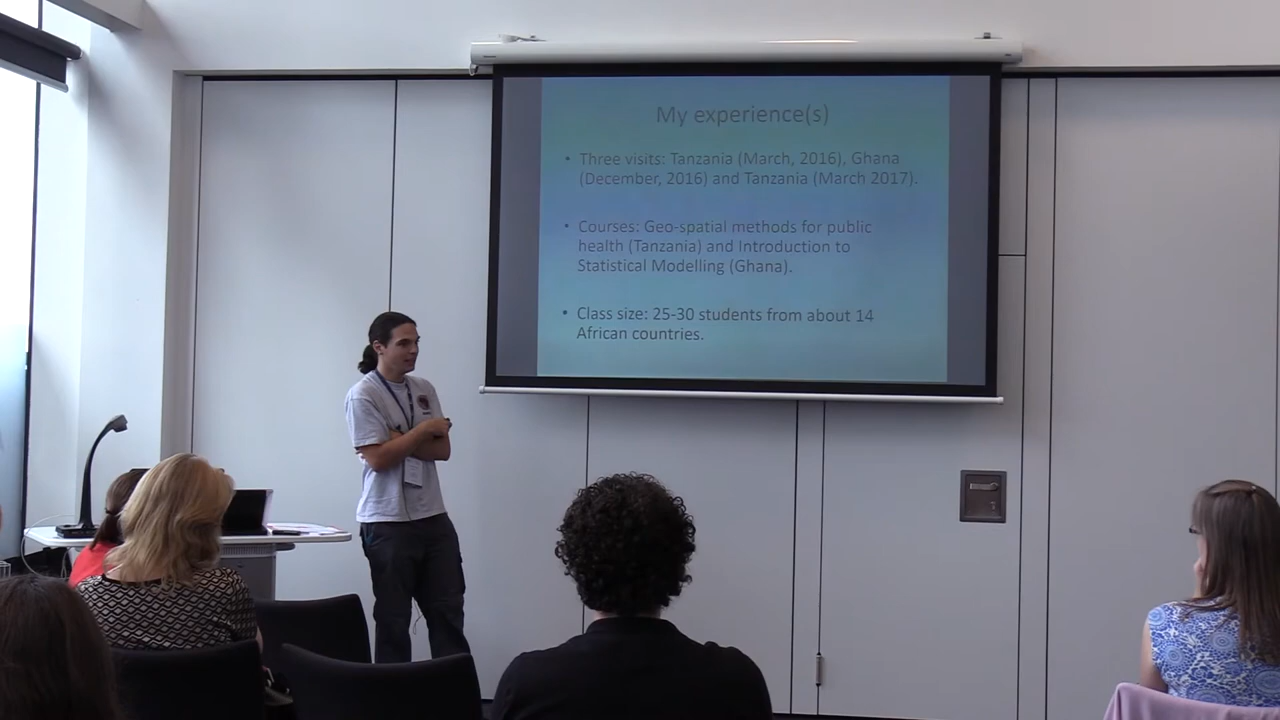 My experience(s)
• Three visits: Tanzania (March, 2016), Ghana
(December, 2016) and Tanzania (March 2017).
• Courses: Geo-spatial methods for public
health (Tanzania) and Introduction to
Statistical Modelling (Ghana).
• Class size: 25-30 students from about 14
African countries.